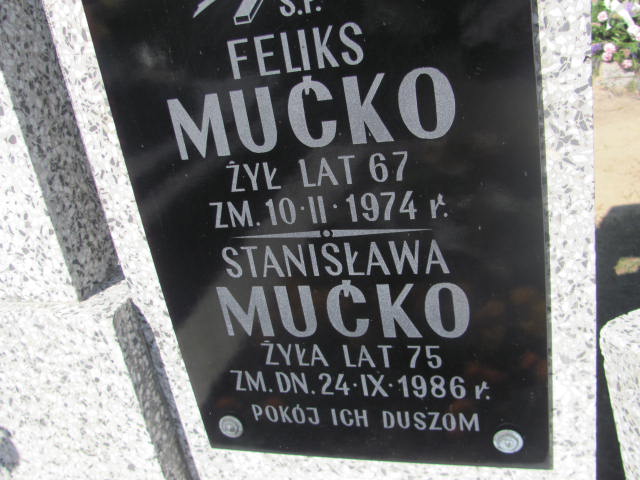 Ś.P.
FELIKS
MUĆKO
ŻYŁ LAT 67
ZM. 10·II·1974 r.
STANISŁAWA
MUĆKO
ŻYŁA LAT 75
ZM. DN. 24·IX·1986 r.
POKÓJ ICH DUSZOM